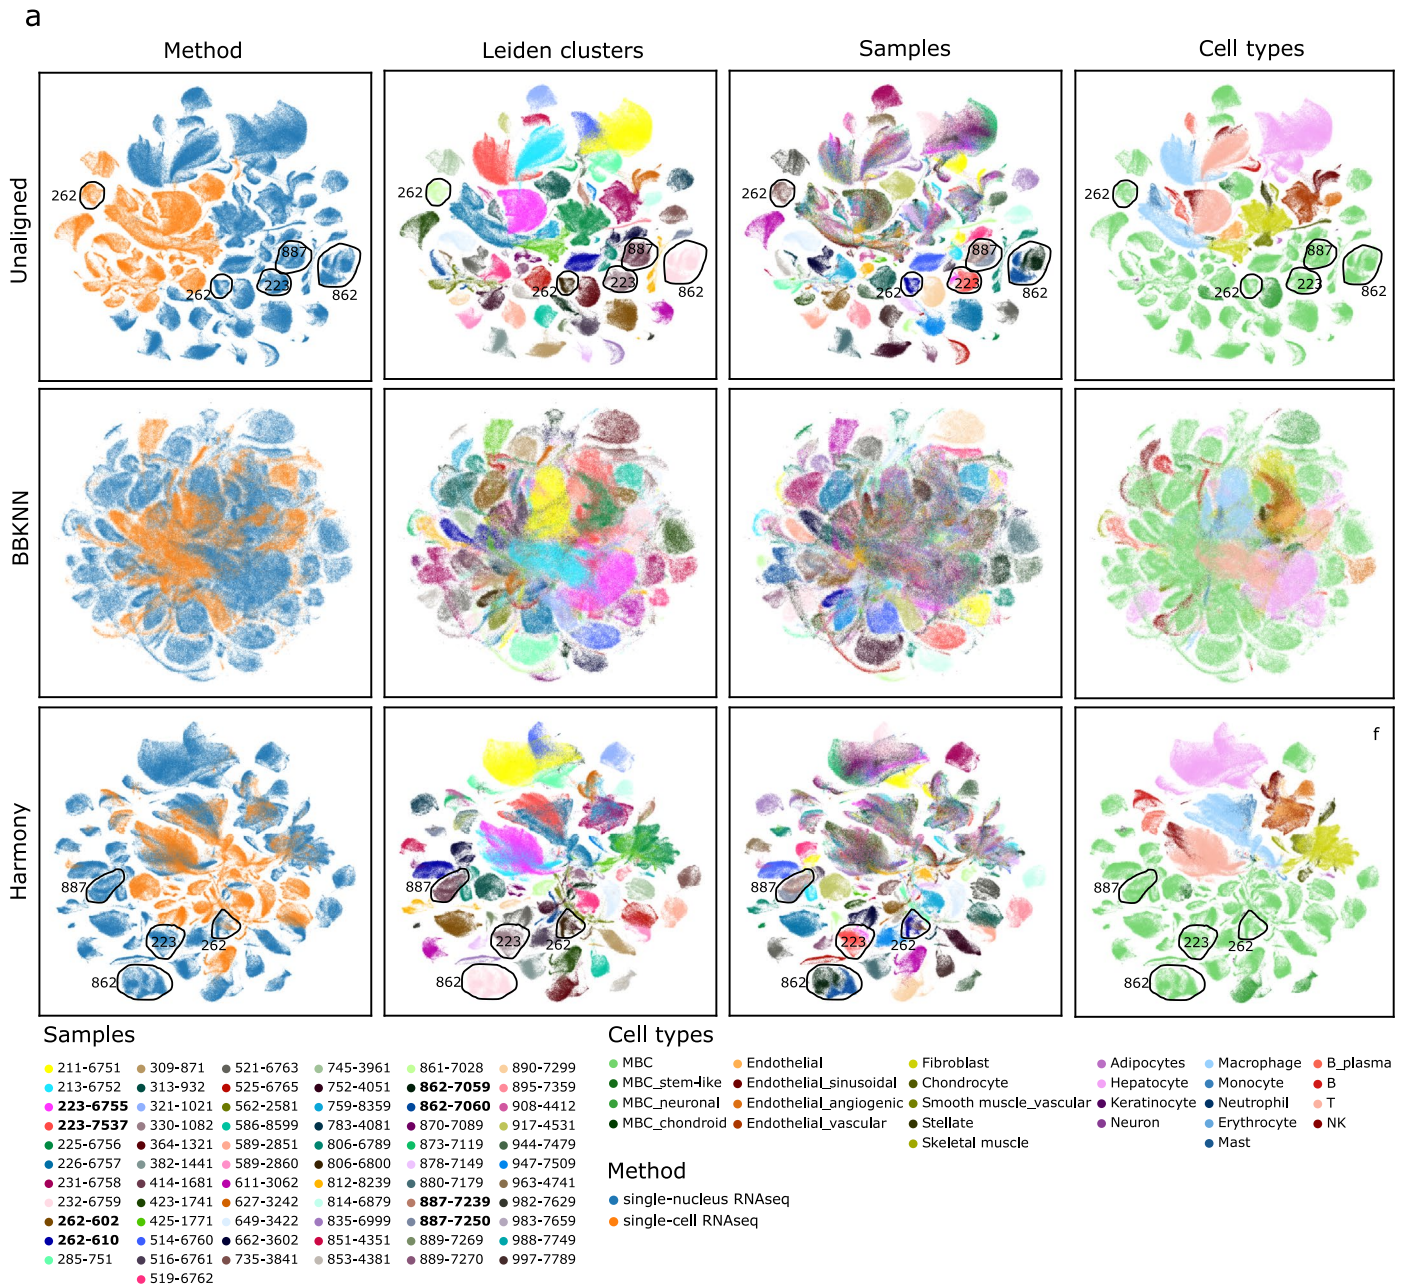 a
Method
Leiden clusters
Samples
Cell types
Unaligned
262
887
223
262
862
262
887
223
262
862
262
887
223
262
862
262
887
223
262
862
BBKNN
Harmony
887
223
262
862
887
223
262
862
887
223
262
862
f
887
223
262
862
Samples
211-6751
213-6752
223-6755
223-7537
225-6756
226-6757
231-6758
232-6759
262-602
262-610
285-751
309-871
313-932
321-1021
330-1082
364-1321
382-1441
414-1681
423-1741
425-1771
514-6760
516-6761
519-6762
521-6763
525-6765
562-2581
586-8599
589-2851
589-2860
611-3062
627-3242
649-3422
662-3602
735-3841
745-3961
752-4051
759-8359
783-4081
806-6789
806-6800
812-8239
814-6879
835-6999
851-4351
853-4381
861-7028
862-7059
862-7060
870-7089
873-7119
878-7149
880-7179
887-7239
887-7250
889-7269
889-7270
890-7299
895-7359
908-4412
917-4531
944-7479
947-7509
963-4741
982-7629
983-7659
988-7749
997-7789
Cell types
MBC
MBC_stem-like
MBC_neuronal
MBC_chondroid
Endothelial
Endothelial_sinusoidal
Endothelial_angiogenic
Endothelial_vascular
Fibroblast
Chondrocyte
Smooth muscle_vascular
Stellate
Skeletal muscle
Adipocytes
Hepatocyte
Keratinocyte
Neuron
Macrophage
Monocyte
Neutrophil
Erythrocyte
Mast
B_plasma
B
T
NK
Method
single-nucleus RNAseq
single-cell RNAseq